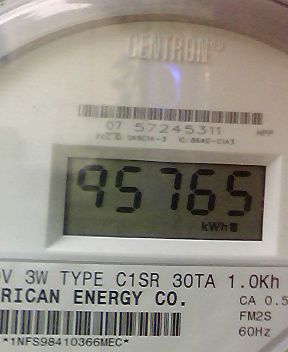 CENTRON®
07 57245311
HPP
95765
kWh
V 3W TYPE C1SR 30TA 1.0Kh
RICAN ENERGY CO.
CA 0.5
FM2S
60Hz
*1NFS98410366MEC*